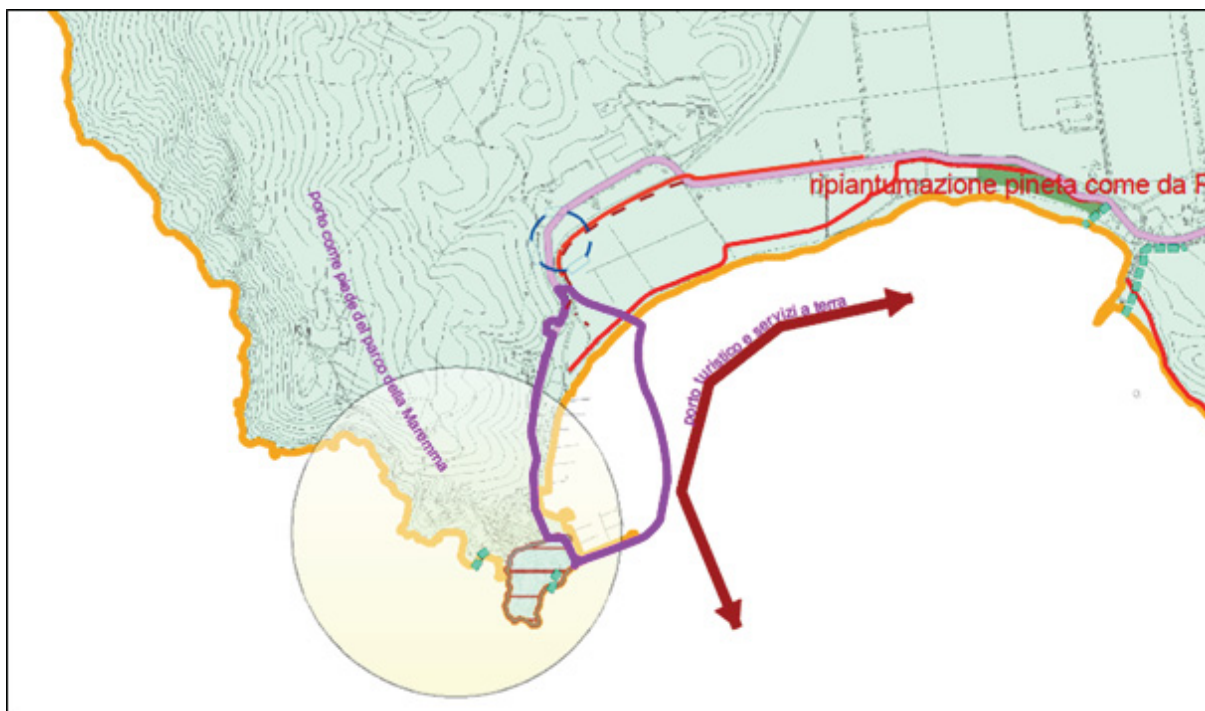 ripiantumazione pineta come da R
porto come piede del parco della Maremma
porto turistico e servizi a terra